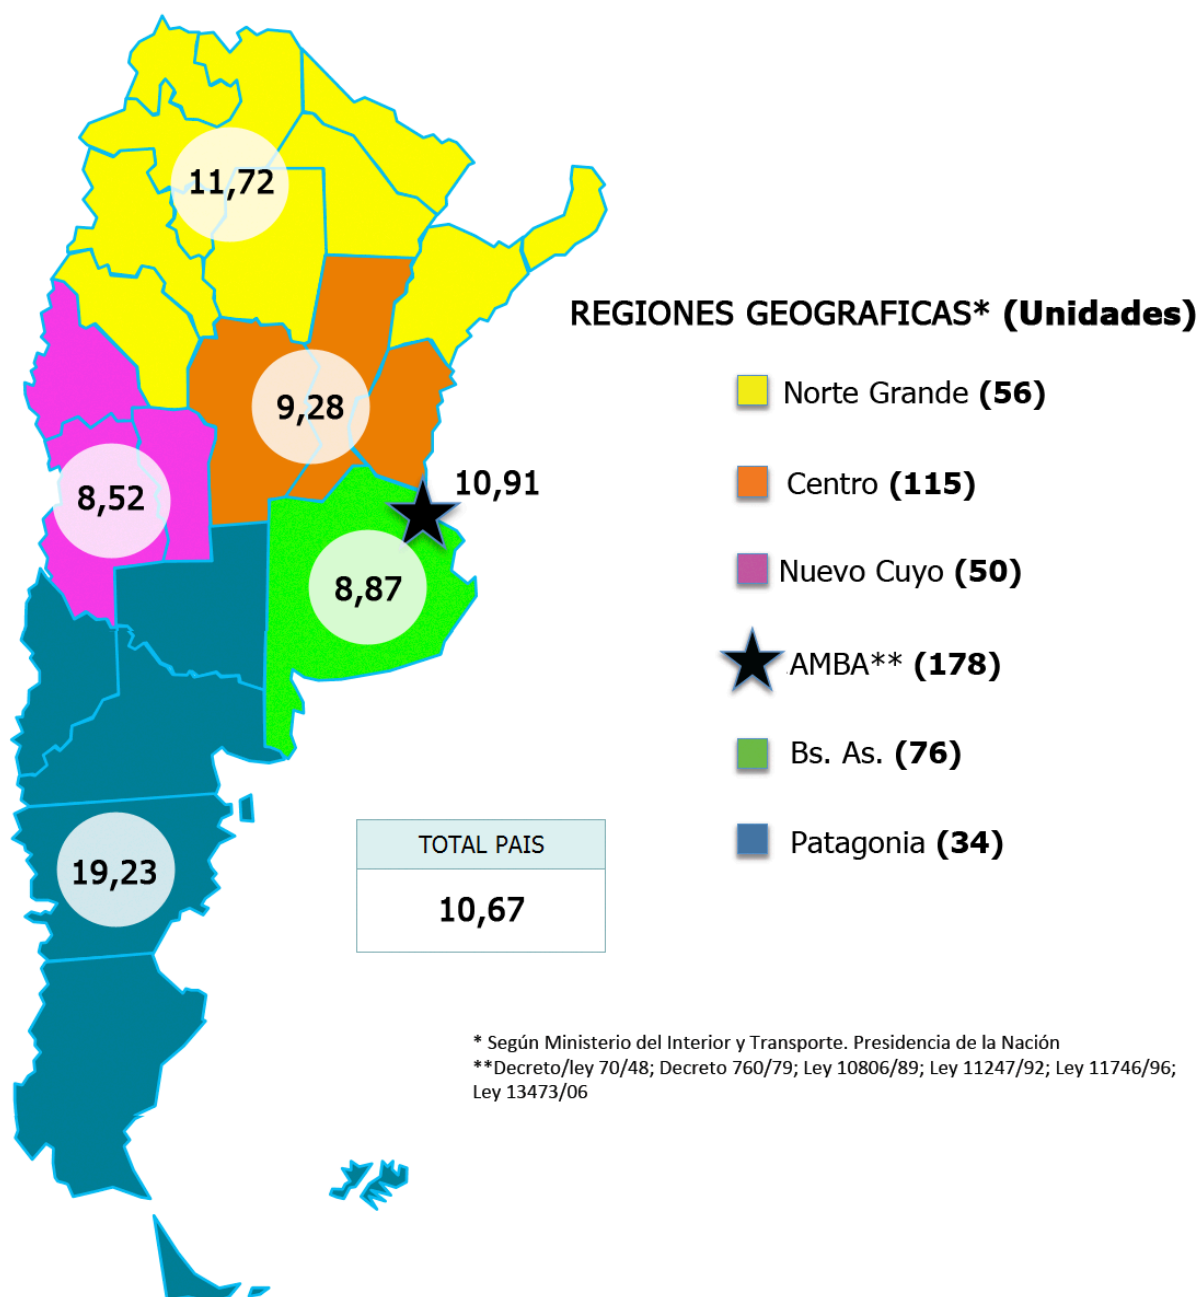 11,72
9,28
8,52
10,91
8,87
19,23
REGIONES GEOGRAFICAS* (Unidades)
Norte Grande (56)
Centro (115)
Nuevo Cuyo (50)
AMBA** (178)
Bs. As. (76)
Patagonia (34)
TOTAL PAIS
10,67
* Según Ministerio del Interior y Transporte. Presidencia de la Nación
**Decreto/ley 70/48; Decreto 760/79; Ley 10806/89; Ley 11247/92; Ley 11746/96;
Ley 13473/06